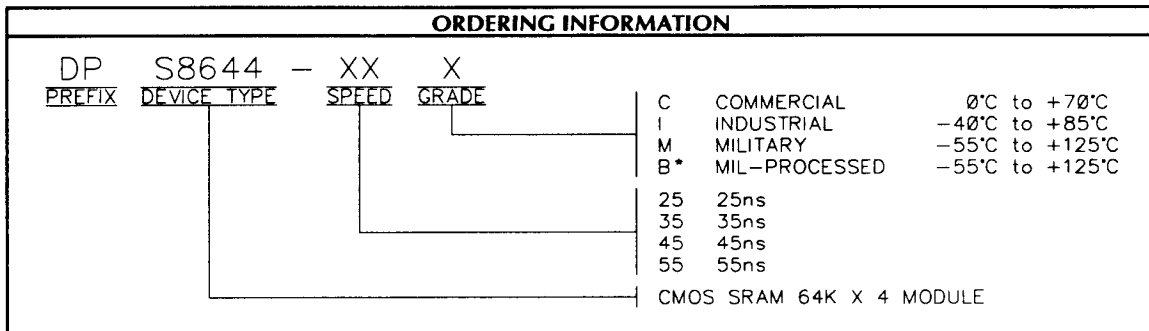 ORDERING INFORMATION
DP S8644 – XX X
PREFIX DEVICE TYPE SPEED GRADE
C COMMERCIAL 0°C to +70°C
I INDUSTRIAL −40°C to +85°C
M MILITARY −55°C to +125°C
B* MIL–PROCESSED −55°C to +125°C
25 25ns
35 35ns
45 45ns
55 55ns
CMOS SRAM 64K X 4 MODULE